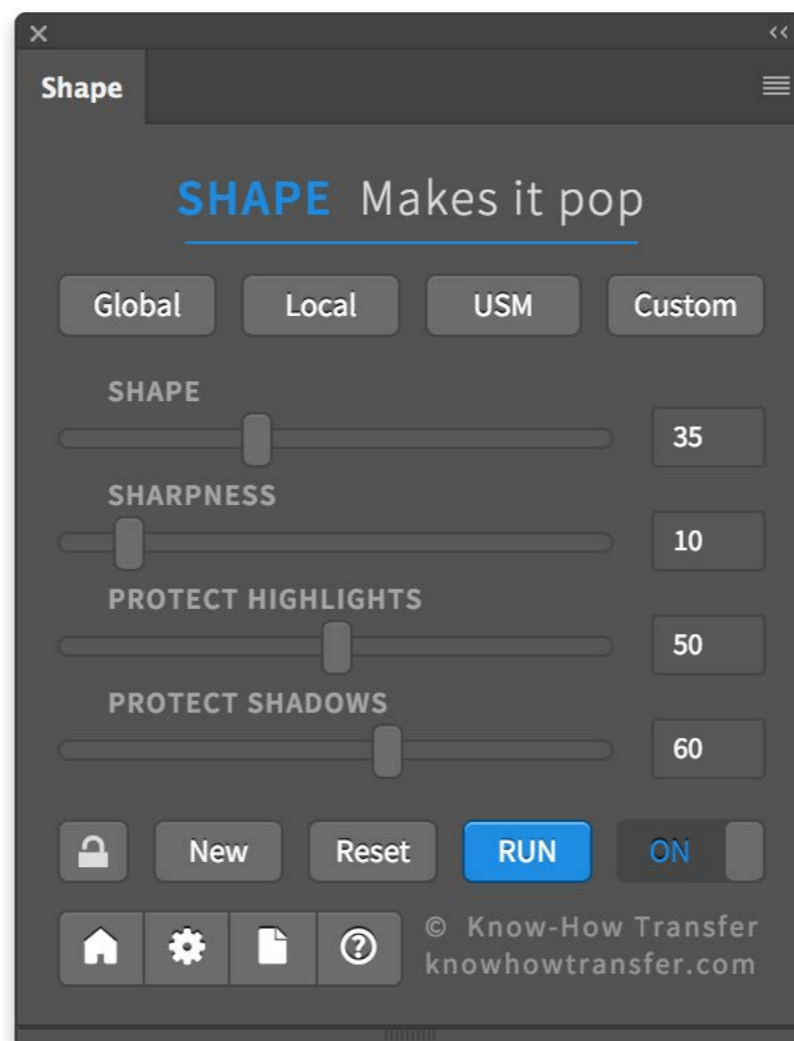 Shape
SHAPE Makes it pop
Global Local USM Custom
SHAPE
35
SHARPNESS
10
PROTECT HIGHLIGHTS
50
PROTECT SHADOWS
60
New Reset RUN ON
© Know-How Transfer
knowhowtransfer.com